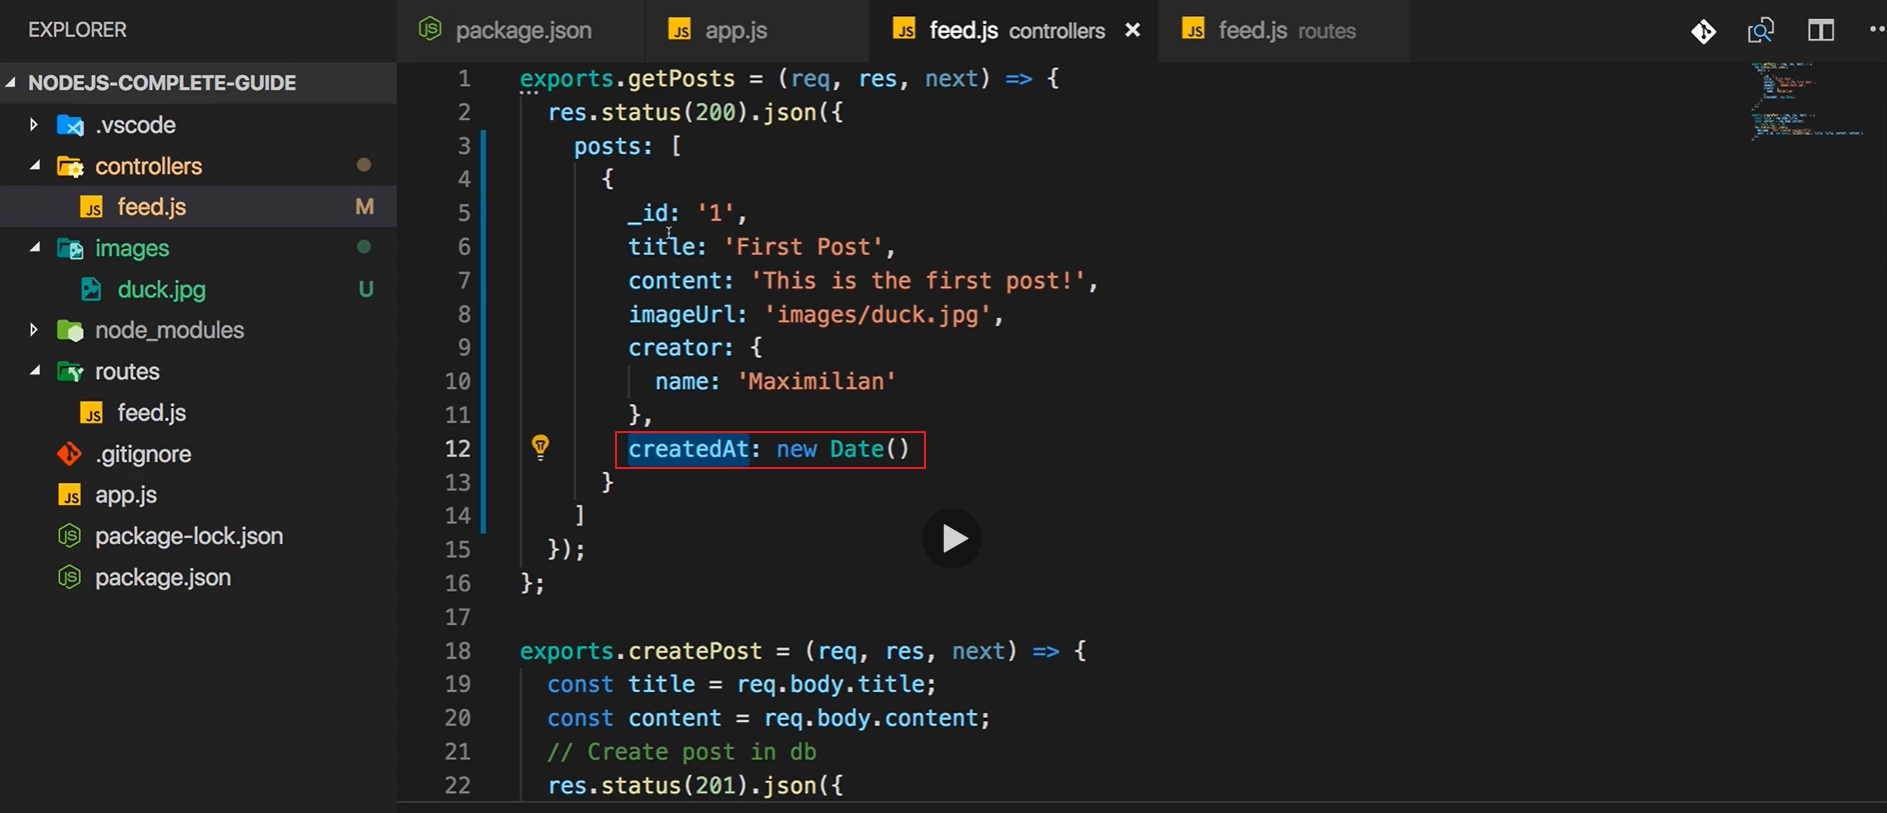 EXPLORER
NODEJS-COMPLETE-GUIDE
.vscode
controllers
feed.js M
images
duck.jpg U
node_modules
routes
feed.js
.gitignore
app.js
package-lock.json
package.json
package.json
app.js
feed.js controllers
feed.js routes
1 exports.getPosts = (req, res, next) => {
2 res.status(200).json({
3 posts: [
4 {
5 _id: '1',
6 title: 'First Post',
7 content: 'This is the first post!',
8 imageUrl: 'images/duck.jpg',
9 creator: {
10 name: 'Maximilian'
11 },
12 createdAt: new Date()
13 }
14 ]
15 });
16 };
17
18 exports.createPost = (req, res, next) => {
19 const title = req.body.title;
20 const content = req.body.content;
21 // Create post in db
22 res.status(201).json({